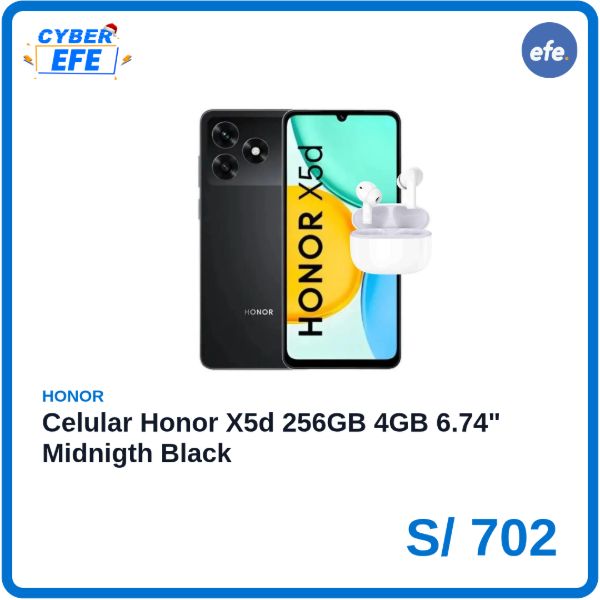 CYBER
EFE
efe.
HONOR X5d
HONOR
HONOR
Celular Honor X5d 256GB 4GB 6.74"
Midnigth Black
S/ 702